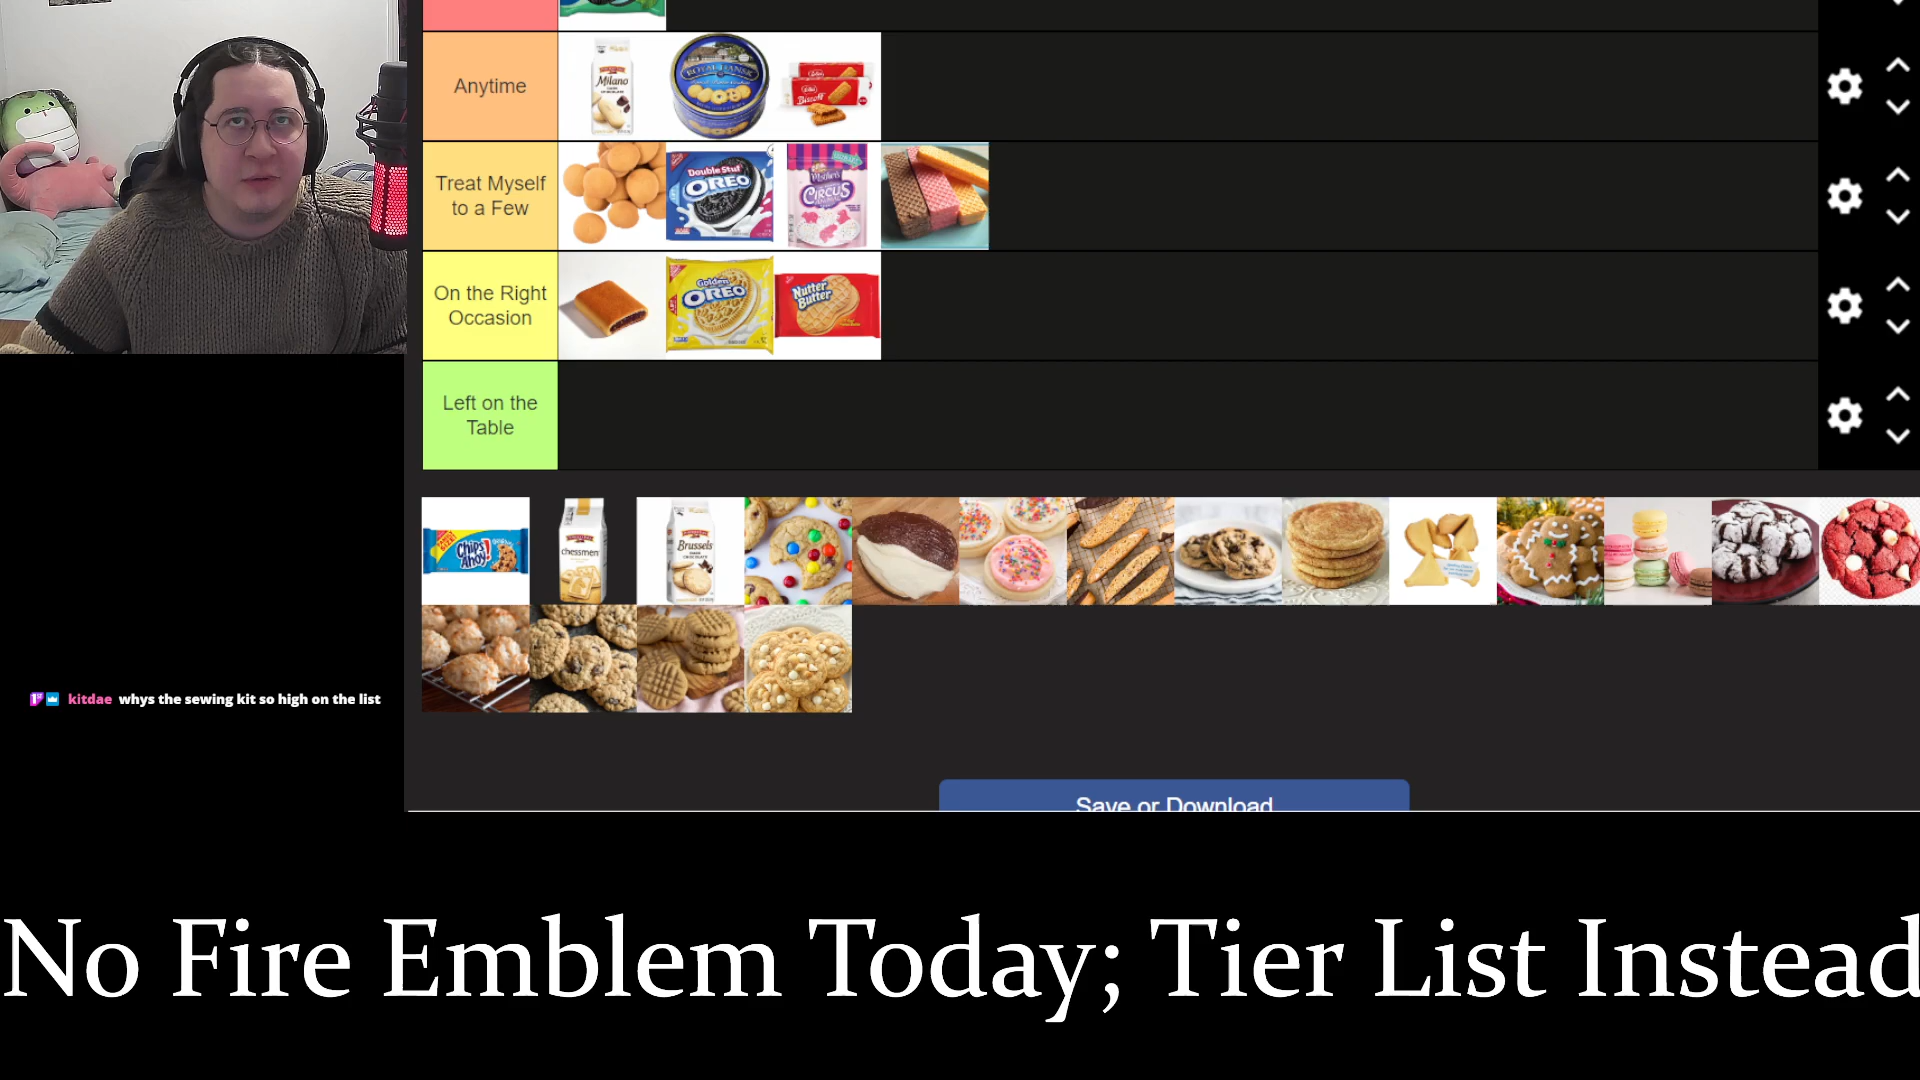 Anytime
Milano
ROYAL DANSK
Biscoff
Treat Myself
to a Few
Double Stuf
OREO
Mother's
CIRCUS
On the Right
Occasion
Golden
OREO
Nutter
Butter
Left on the
Table
Chips
Ahoy!
chessmen
Brussels
kitdae whys the sewing kit so high on the list
Save or Download
No Fire Emblem Today; Tier List Instead